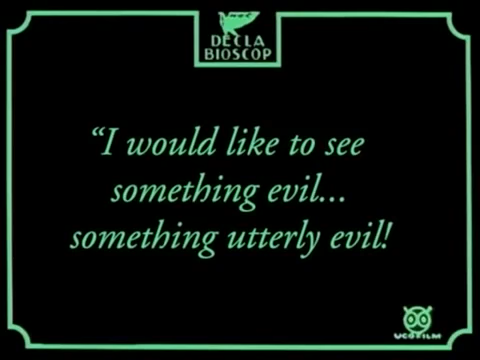 DECLA
BIOSCOP
“I would like to see
something evil...
something utterly evil!
UCOFILM